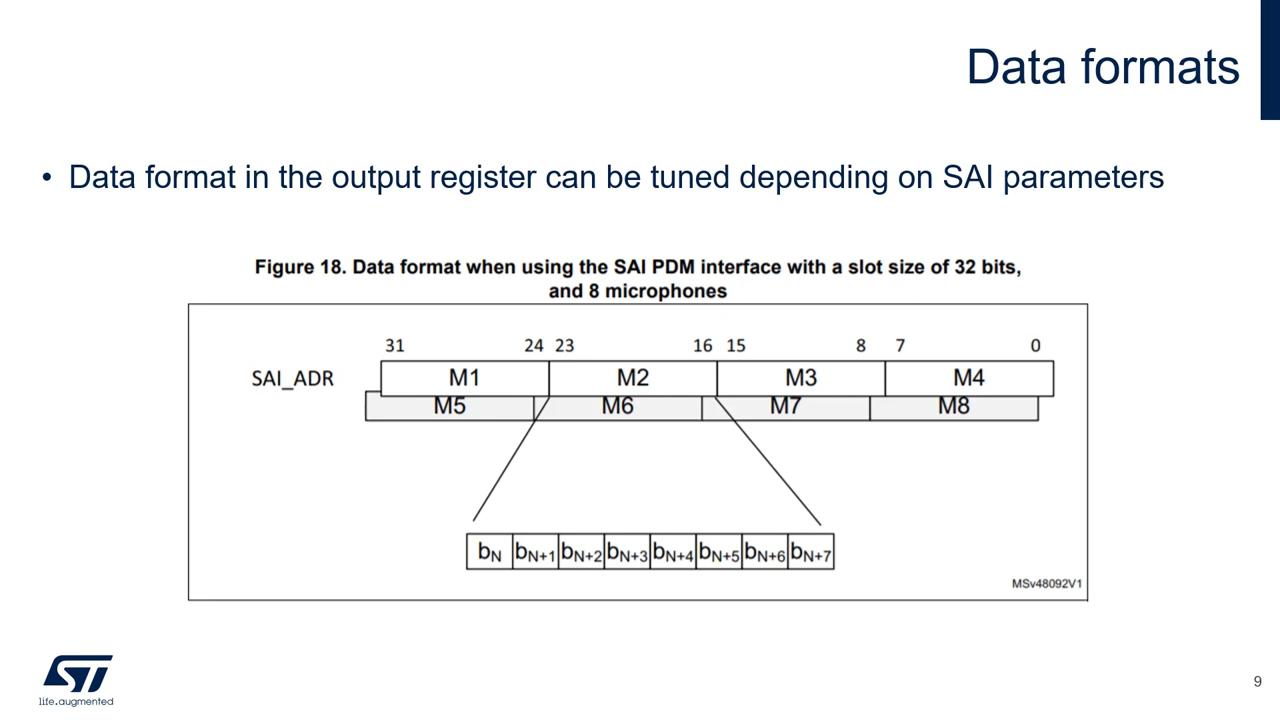 Data formats
• Data format in the output register can be tuned depending on SAI parameters
Figure 18. Data format when using the SAI PDM interface with a slot size of 32 bits,
and 8 microphones
31 24 23 16 15 8 7 0
SAI_ADR M1 M2 M3 M4
M5 M6 M7 M8
bN bN+1 bN+2 bN+3 bN+4 bN+5 bN+6 bN+7
MSv48092V1
ST
life.augmented
9